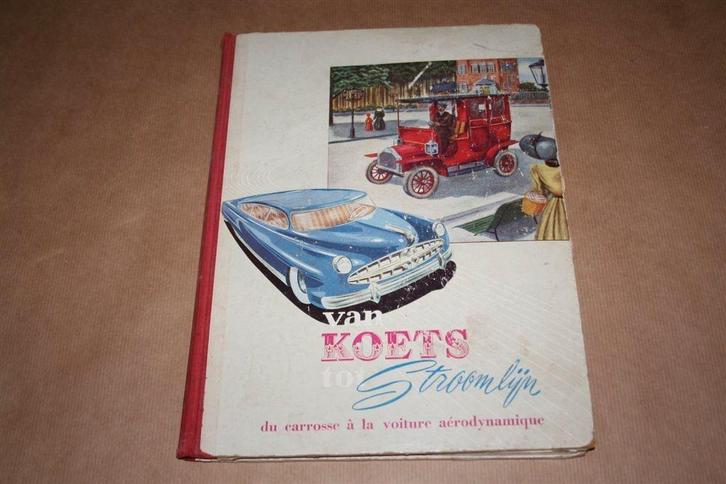 van
KOETS
tot
Stroomlijn
du carrosse à la voiture aérodynamique